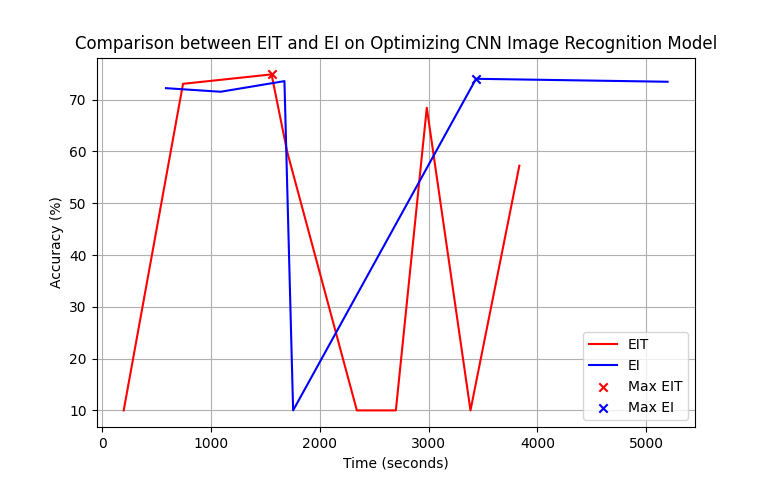 Comparison between EIT and EI on Optimizing CNN Image Recognition Model
Accuracy (%)
70
60
50
40
30
20
10
0
1000
2000
3000
4000
5000
Time (seconds)
EIT
EI
Max EIT
Max EI